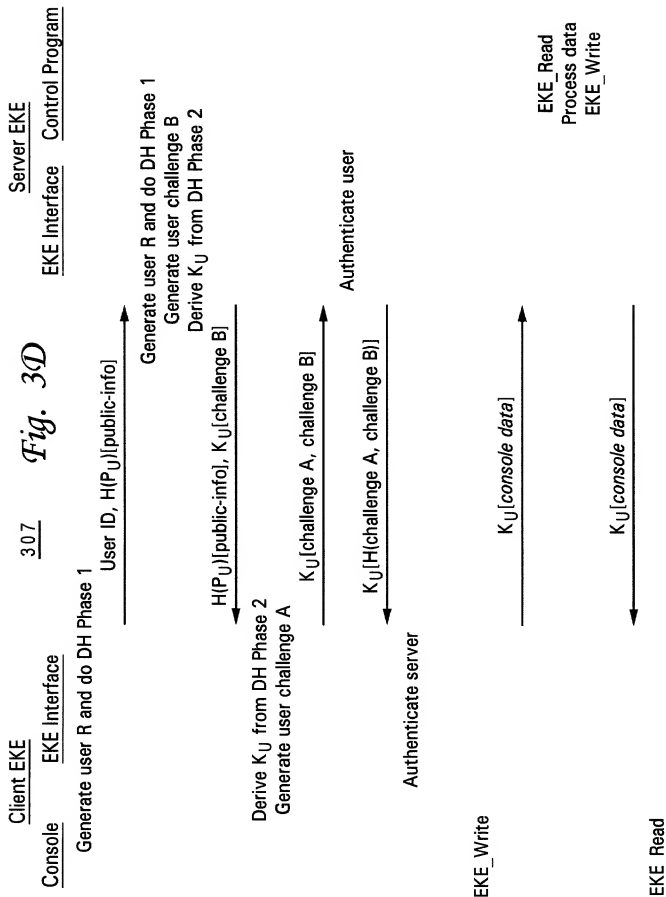 307
Fig. 3D
Client EKE
Server EKE
Console EKE Interface
EKE Interface Control Program
Generate user R and do DH Phase 1
User ID, H(P_U)[public-info]
Generate user R and do DH Phase 1
Generate user challenge B
Derive K_U from DH Phase 2
H(P_U)[public-info], K_U[challenge B]
Derive K_U from DH Phase 2
Generate user challenge A
K_U[challenge A, challenge B]
Authenticate user
K_U[H(challenge A, challenge B)]
Authenticate server
EKE_Write
K_U[console data]
EKE_Read
Process data
EKE_Write
K_U[console data]
EKE_Read